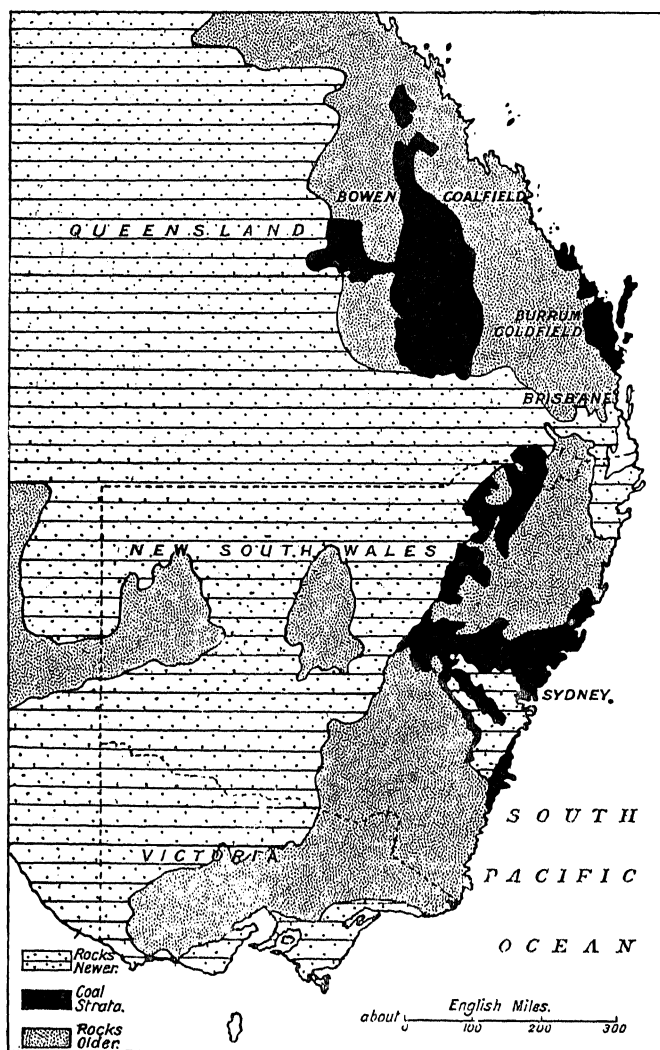 BOWEN COALFIELD
QUEENSLAND
BURRUM
COLDFIELD
BRISBANE
NEW SOUTH WALES
SYDNEY.
SOUTH
VICTORIA
PACIFIC
OCEAN
Rocks
Newer.
Coal
Strata.
Rocks
Older.
English Miles.
about 0 100 200 300